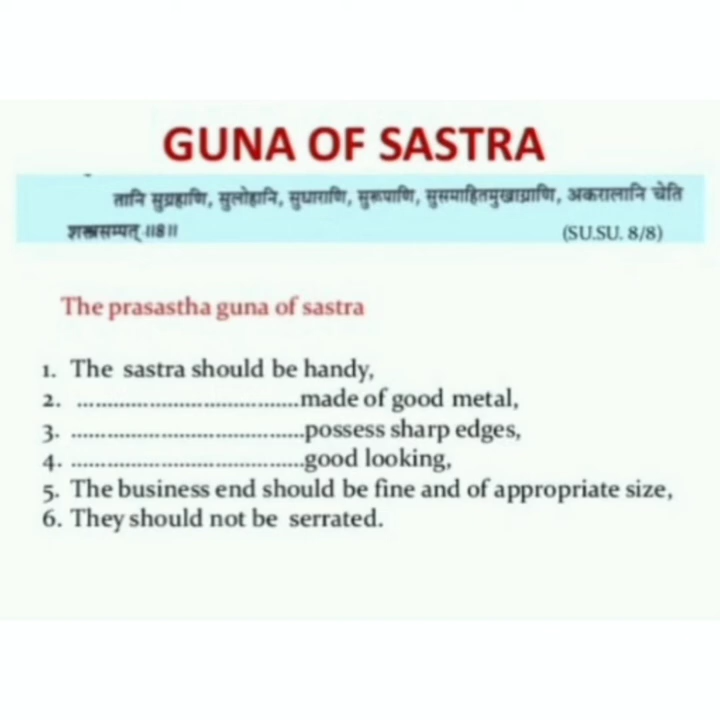 GUNA OF SASTRA
तानि सुग्रहाणि, सुलोहानि, सुधाराणि, सुरूपाणि, सुसमाहितमुखाग्राणि, अकरालानि चेति
शस्त्रसम्पत् ॥8॥ (SU.SU. 8/8)
The prasastha guna of sastra
1. The sastra should be handy,
2. ......................................made of good metal,
3. ........................................possess sharp edges,
4. ........................................good looking,
5. The business end should be fine and of appropriate size,
6. They should not be serrated.